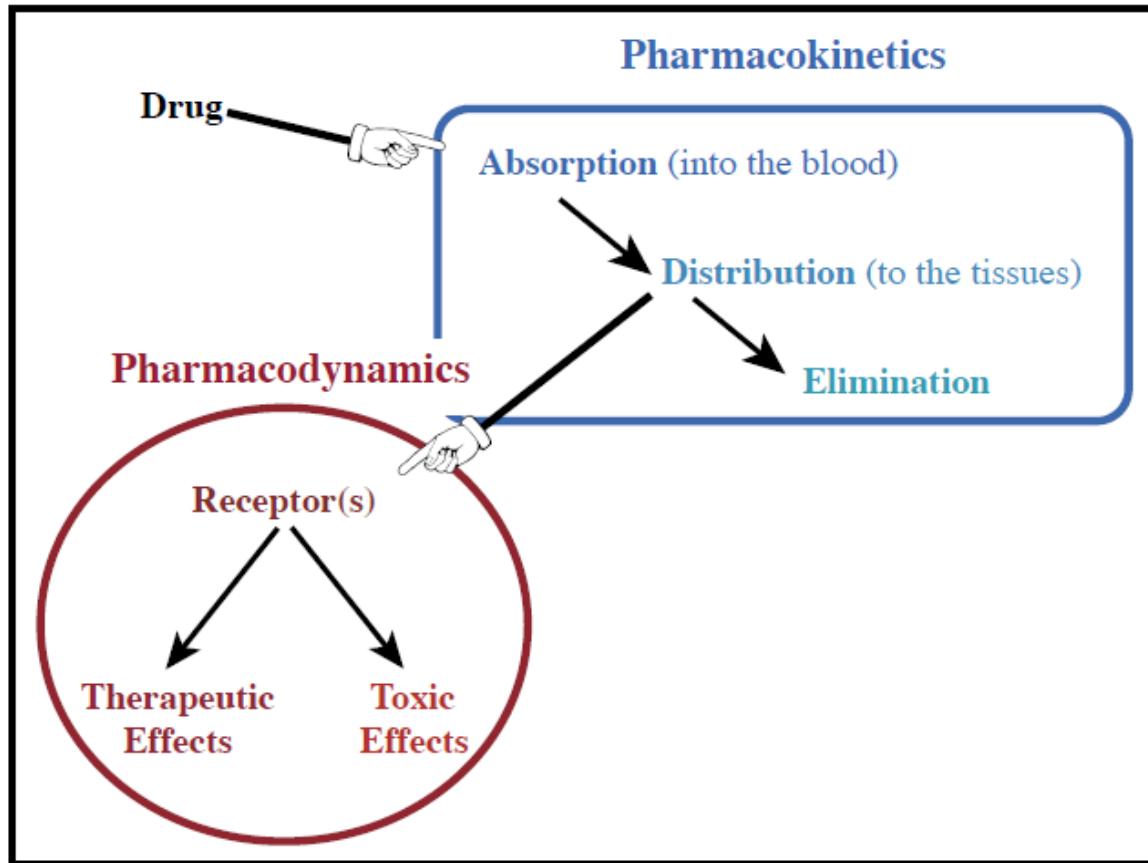 Pharmacokinetics
Drug
Absorption (into the blood)
Distribution (to the tissues)
Elimination
Pharmacodynamics
Receptor(s)
Therapeutic
Effects
Toxic
Effects